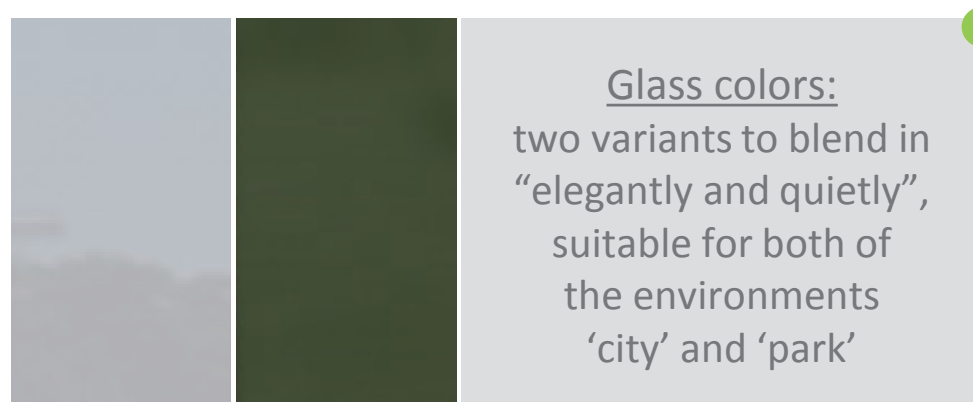 Glass colors:
two variants to blend in
“elegantly and quietly”,
suitable for both of
the environments
‘city’ and ‘park’